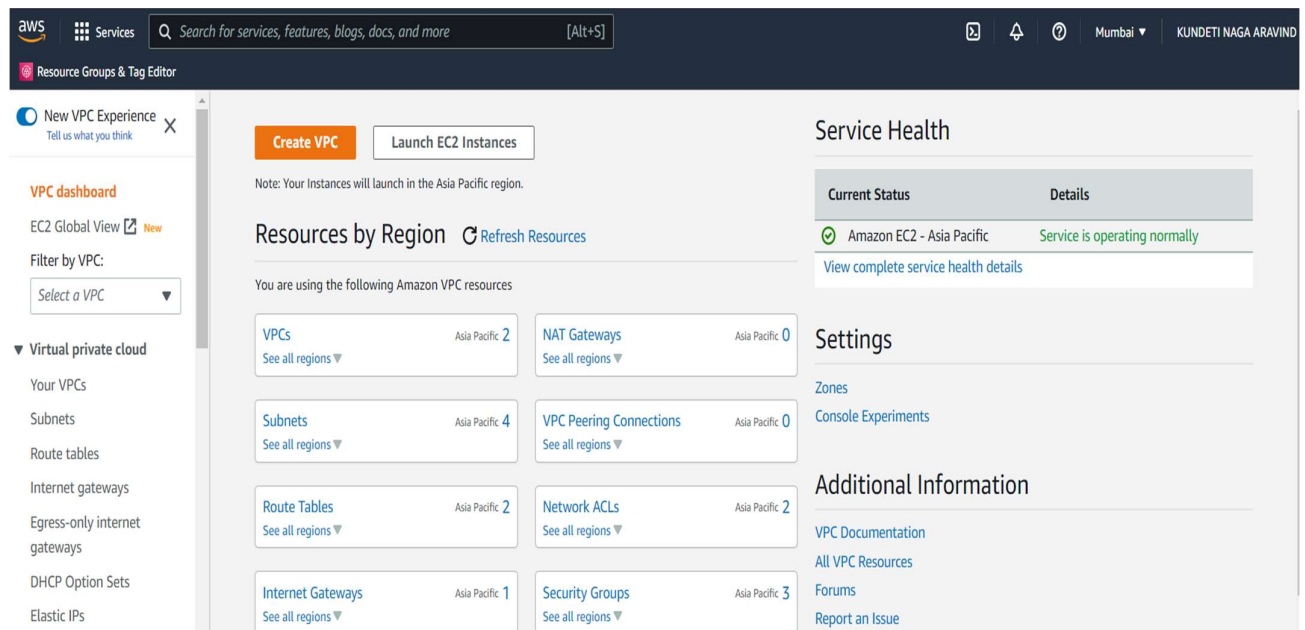 aws
Services
Search for services, features, blogs, docs, and more
[Alt+S]
Mumbai ▼
KUNDETI NAGA ARAVIND
Resource Groups & Tag Editor
New VPC Experience
Tell us what you think
VPC dashboard
EC2 Global View New
Filter by VPC:
Select a VPC
Virtual private cloud
Your VPCs
Subnets
Route tables
Internet gateways
Egress-only internet
gateways
DHCP Option Sets
Elastic IPs
Create VPC
Launch EC2 Instances
Note: Your Instances will launch in the Asia Pacific region.
Resources by Region Refresh Resources
You are using the following Amazon VPC resources
VPCs Asia Pacific 2
See all regions ▼
NAT Gateways Asia Pacific 0
See all regions ▼
Subnets Asia Pacific 4
See all regions ▼
VPC Peering Connections Asia Pacific 0
See all regions ▼
Route Tables Asia Pacific 2
See all regions ▼
Network ACLs Asia Pacific 2
See all regions ▼
Internet Gateways Asia Pacific 1
See all regions ▼
Security Groups Asia Pacific 3
See all regions ▼
Service Health
Current Status Details
Amazon EC2 - Asia Pacific Service is operating normally
View complete service health details
Settings
Zones
Console Experiments
Additional Information
VPC Documentation
All VPC Resources
Forums
Report an Issue